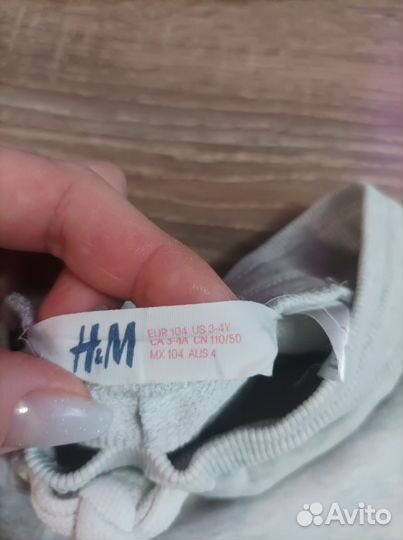 H&M
EUR 104 US 3-4Y
CA 3-4A CN 110/50
MX 104 AUS 4
Avito